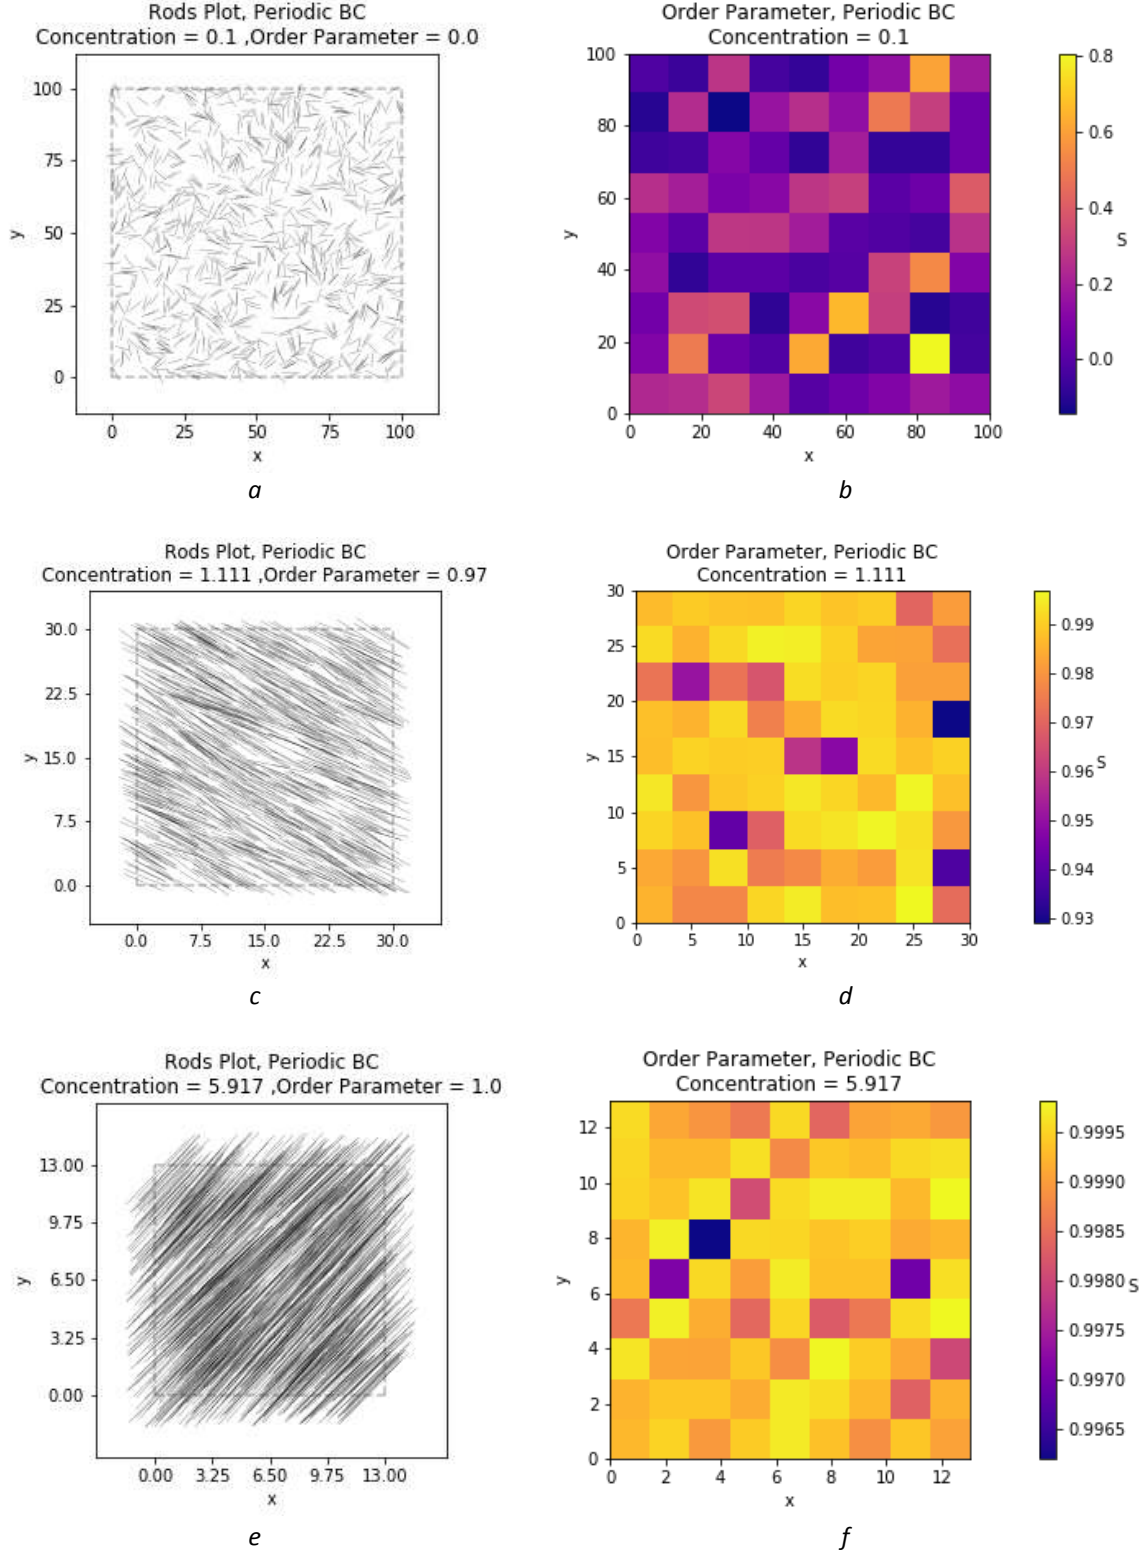 Rods Plot, Periodic BC
Concentration = 0.1 ,Order Parameter = 0.0
100
75
50
25
0
y
0 25 50 75 100
x
a
Order Parameter, Periodic BC
Concentration = 0.1
100
80
60
40
20
0
y
0 20 40 60 80 100
x
0.8
0.6
0.4
0.2
0.0
S
b
Rods Plot, Periodic BC
Concentration = 1.111 ,Order Parameter = 0.97
30.0
22.5
15.0
7.5
0.0
y
0.0 7.5 15.0 22.5 30.0
x
c
Order Parameter, Periodic BC
Concentration = 1.111
30
25
20
15
10
5
0
y
0 5 10 15 20 25 30
x
0.99
0.98
0.97
0.96
0.95
0.94
0.93
S
d
Rods Plot, Periodic BC
Concentration = 5.917 ,Order Parameter = 1.0
13.00
9.75
6.50
3.25
0.00
y
0.00 3.25 6.50 9.75 13.00
x
e
Order Parameter, Periodic BC
Concentration = 5.917
12
10
8
6
4
2
0
y
0 2 4 6 8 10 12
x
0.9995
0.9990
0.9985
0.9980
0.9975
0.9970
0.9965
S
f